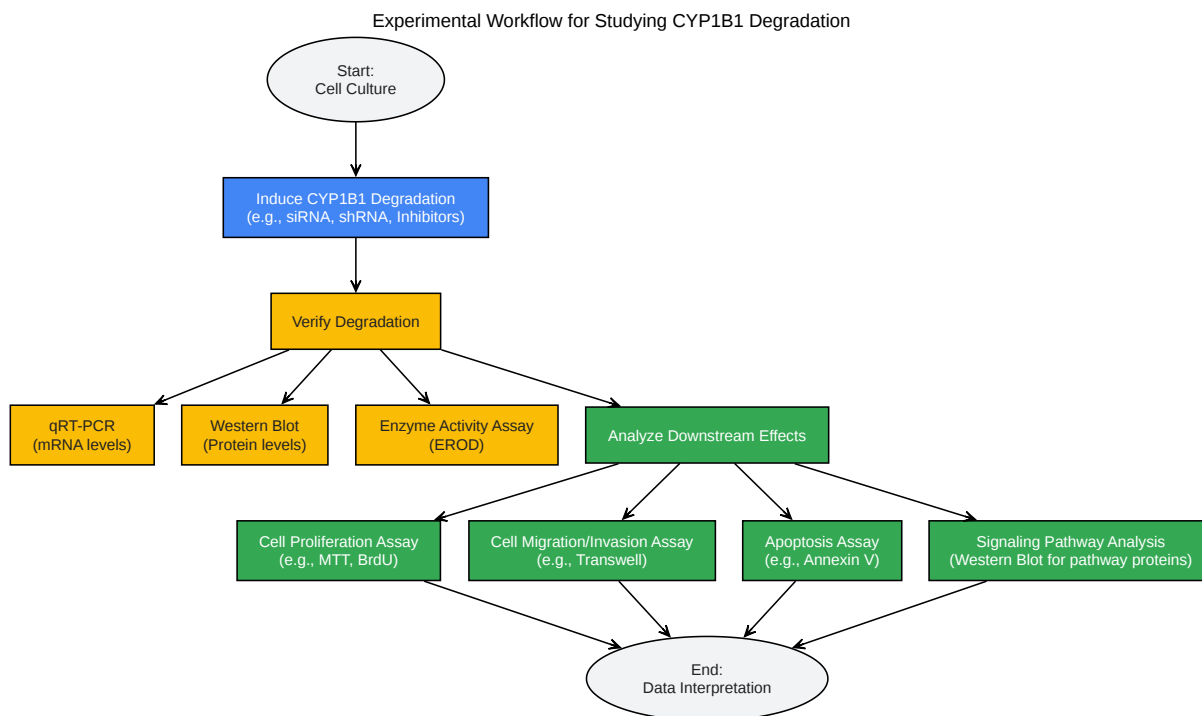 Experimental Workflow for Studying CYP1B1 Degradation
Start:
Cell Culture
Induce CYP1B1 Degradation
(e.g., siRNA, shRNA, Inhibitors)
Verify Degradation
qRT-PCR
(mRNA levels)
Western Blot
(Protein levels)
Enzyme Activity Assay
(EROD)
Analyze Downstream Effects
Cell Proliferation Assay
(e.g., MTT, BrdU)
Cell Migration/Invasion Assay
(e.g., Transwell)
Apoptosis Assay
(e.g., Annexin V)
Signaling Pathway Analysis
(Western Blot for pathway proteins)
End:
Data Interpretation